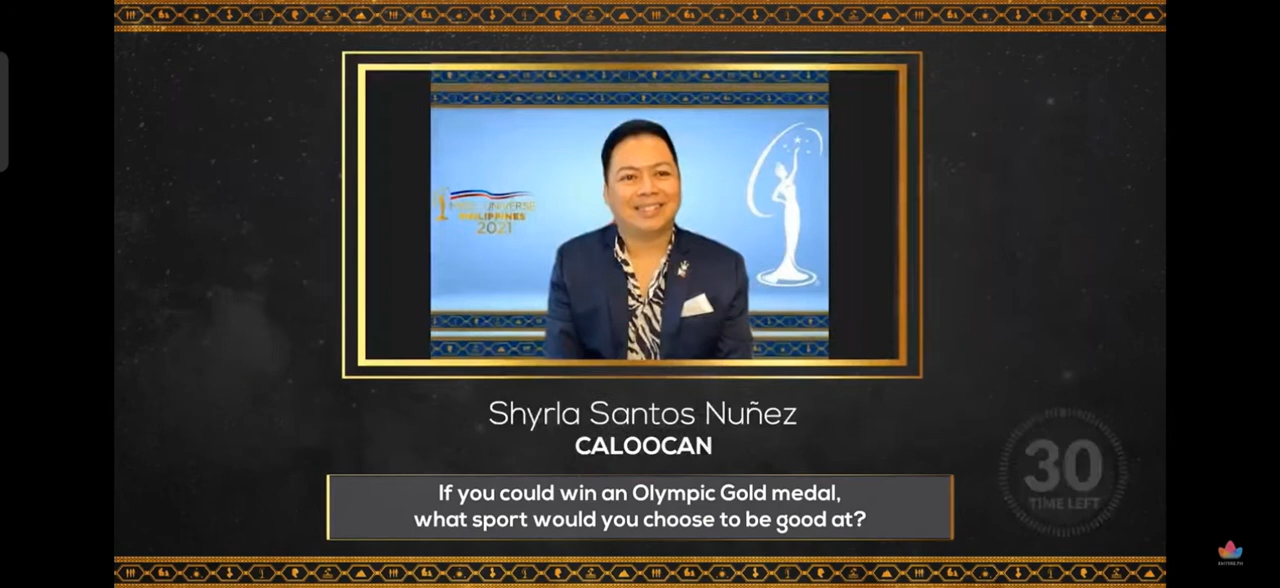 MISS UNIVERSE
PHILIPPINES
2021
Shyrla Santos Nuñez
CALOOCAN
30
TIME LEFT
If you could win an Olympic Gold medal,
what sport would you choose to be good at?